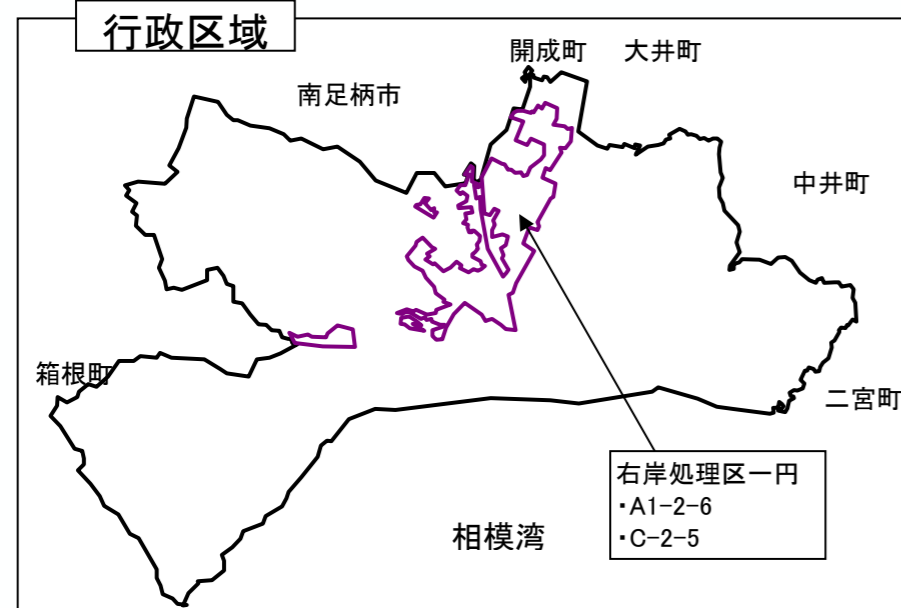 行政区域
開成町
大井町
南足柄市
中井町
箱根町
二宮町
右岸処理区一円
・A1-2-6
・C-2-5
相模湾